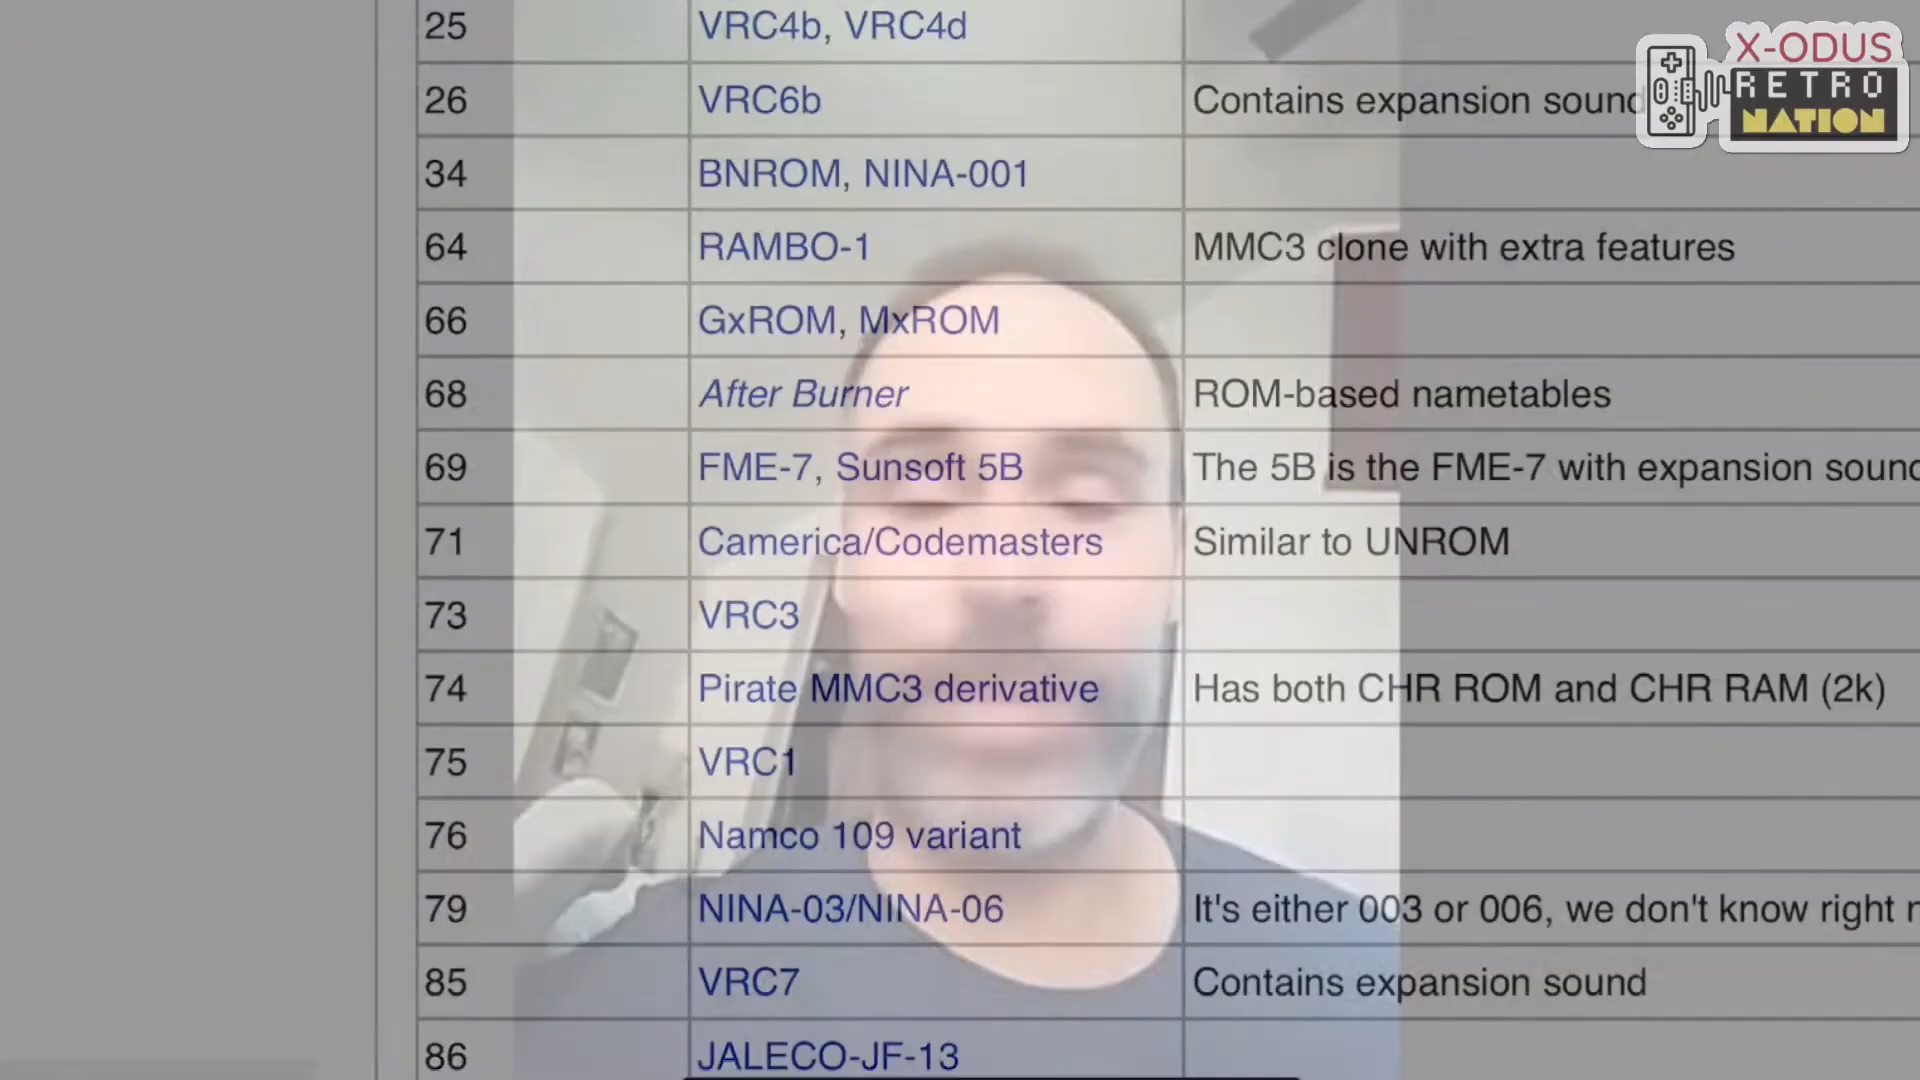 X-ODUS
RETRO
NATION
25 VRC4b, VRC4d
26 VRC6b Contains expansion sound
34 BNROM, NINA-001
64 RAMBO-1 MMC3 clone with extra features
66 GxROM, MxROM
68 After Burner ROM-based nametables
69 FME-7, Sunsoft 5B The 5B is the FME-7 with expansion sound
71 Camerica/Codemasters Similar to UNROM
73 VRC3
74 Pirate MMC3 derivative Has both CHR ROM and CHR RAM (2k)
75 VRC1
76 Namco 109 variant
79 NINA-03/NINA-06 It's either 003 or 006, we don't know right
85 VRC7 Contains expansion sound
86 JALECO-JF-13